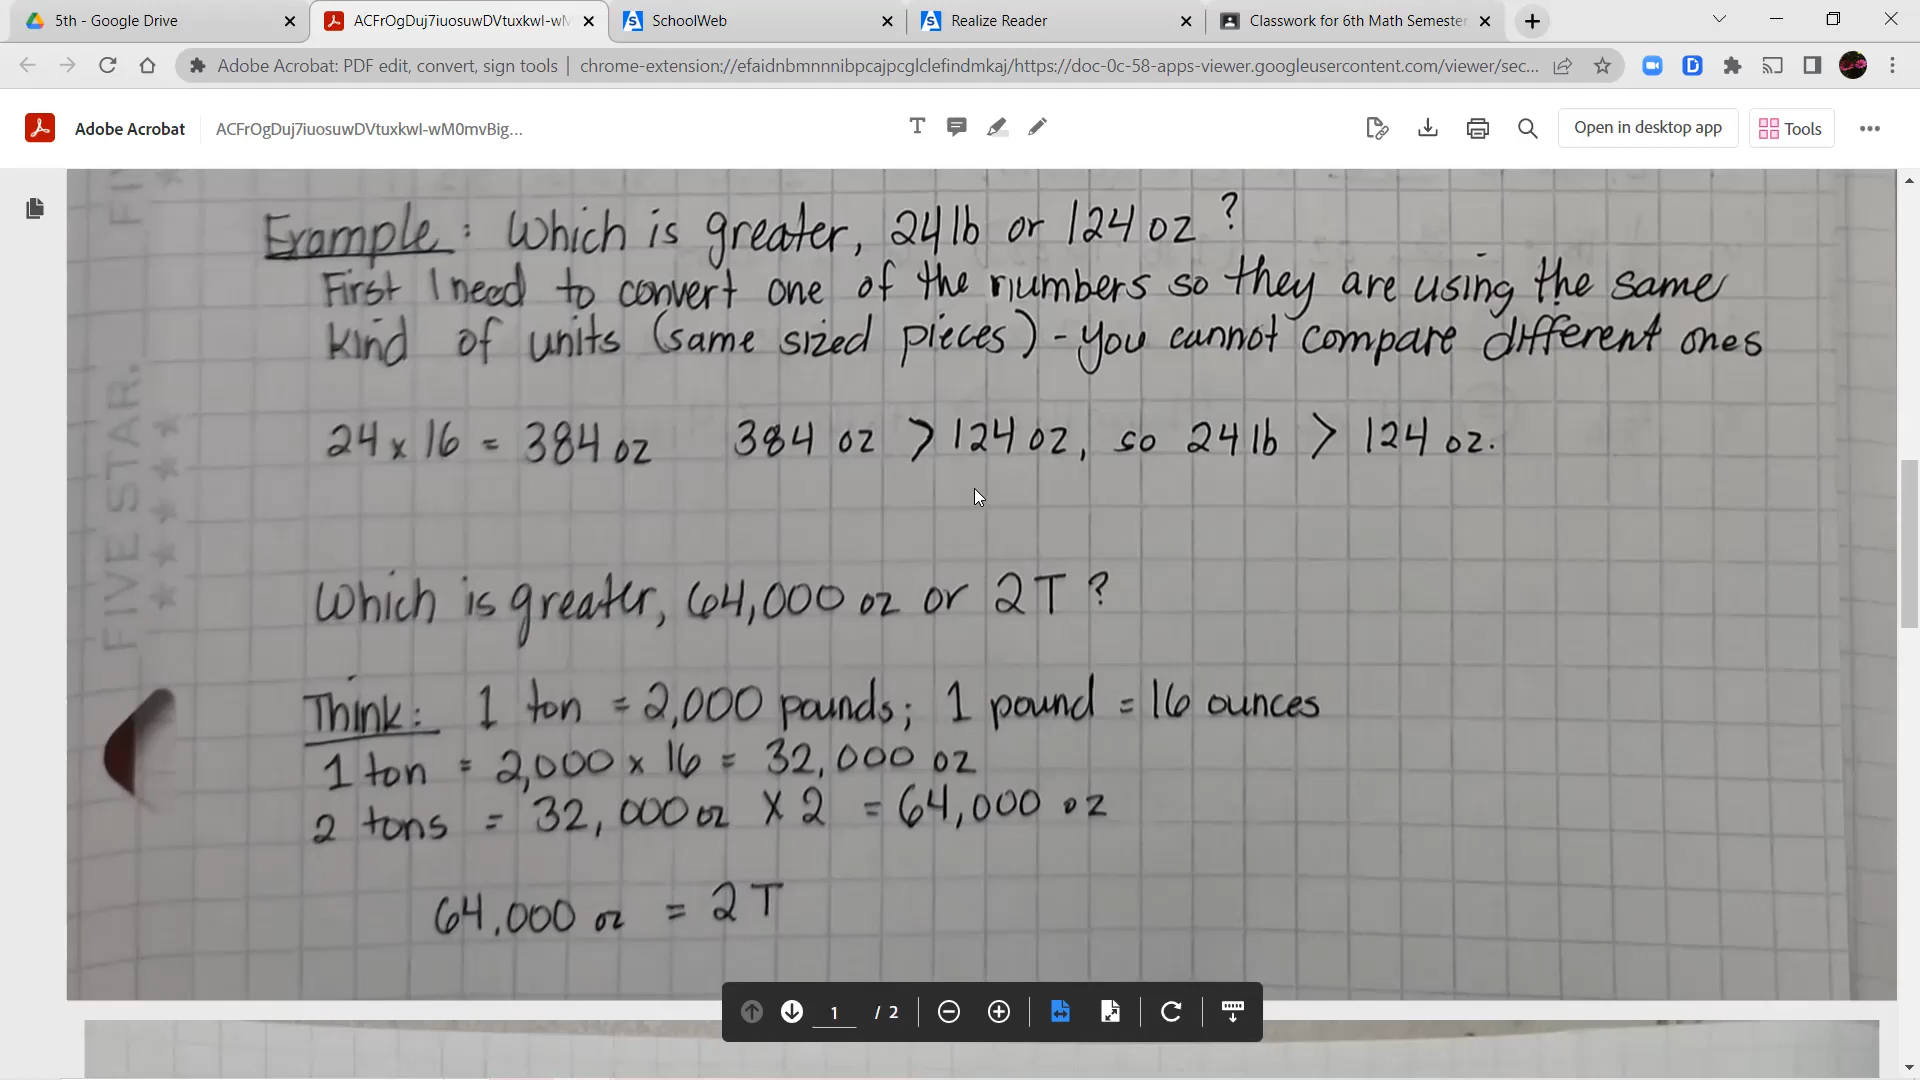 5th - Google Drive
ACFrOgDuj7iuosuwDVtuxkwI-wM
SchoolWeb
Realize Reader
Classwork for 6th Math Semester
Adobe Acrobat: PDF edit, convert, sign tools | chrome-extension://efaidnbmnnnibpcajpcglclefindmkaj/https://doc-0c-58-apps-viewer.googleusercontent.com/viewer/sec...
Adobe Acrobat
ACFrOgDuj7iuosuwDVtuxkwI-wM0mvBig...
Open in desktop app
Tools
Example: Which is greater, 24 lb or 124 oz?
First I need to convert one of the numbers so they are using the same
kind of units (same sized pieces) - you cannot compare different ones
24 x 16 = 384 oz 384 oz > 124 oz, so 24 lb > 124 oz.
FIVE STAR.
Which is greater, 64,000 oz or 2 T?
Think: 1 ton = 2,000 pounds; 1 pound = 16 ounces
1 ton = 2,000 x 16 = 32,000 oz
2 tons = 32,000 oz X 2 = 64,000 oz
64,000 oz = 2 T
1 / 2